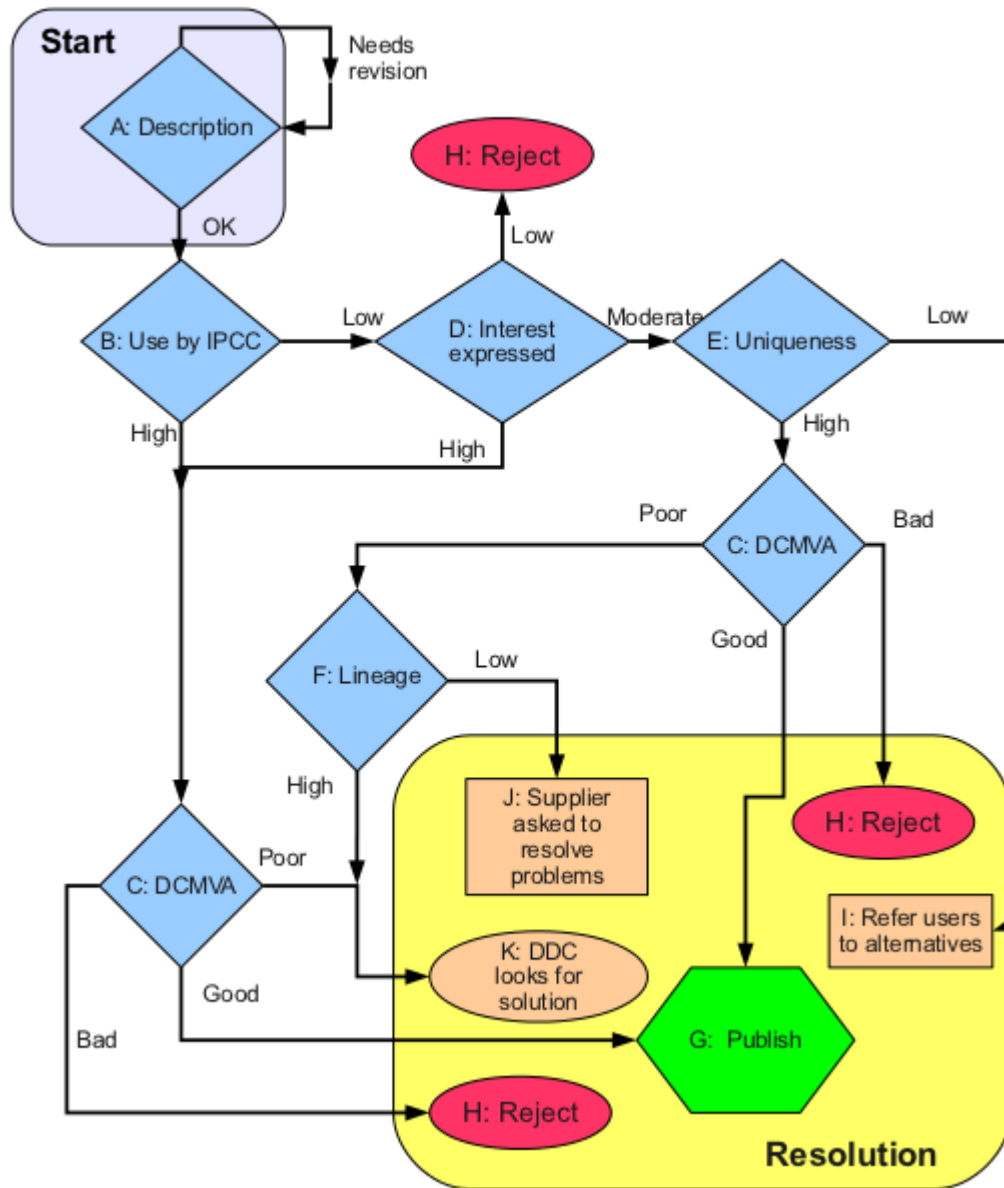 Start
Needs
revision
A: Description
H: Reject
OK
Low
B: Use by IPCC
Low
D: Interest
expressed
Moderate
E: Uniqueness
Low
High
High
High
Poor
C: DCMVA
Bad
Good
F: Lineage
Low
High
J: Supplier
asked to
resolve
problems
H: Reject
C: DCMVA
Poor
I: Refer users
to alternatives
K: DDC
looks for
solution
Good
Bad
G: Publish
H: Reject
Resolution